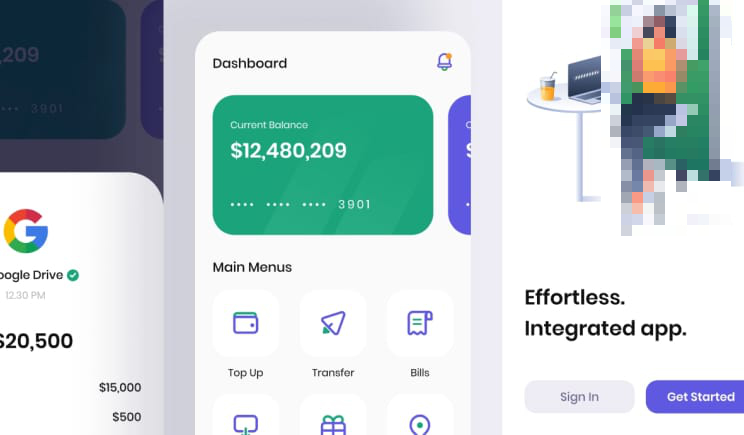 ,209
3901
oogle Drive
12.30 PM
$20,500
$15,000
$500
Dashboard
Current Balance
$12,480,209
•••• •••• •••• 3901
Main Menus
Top Up
Transfer
Bills
Effortless.
Integrated app.
Sign In
Get Started